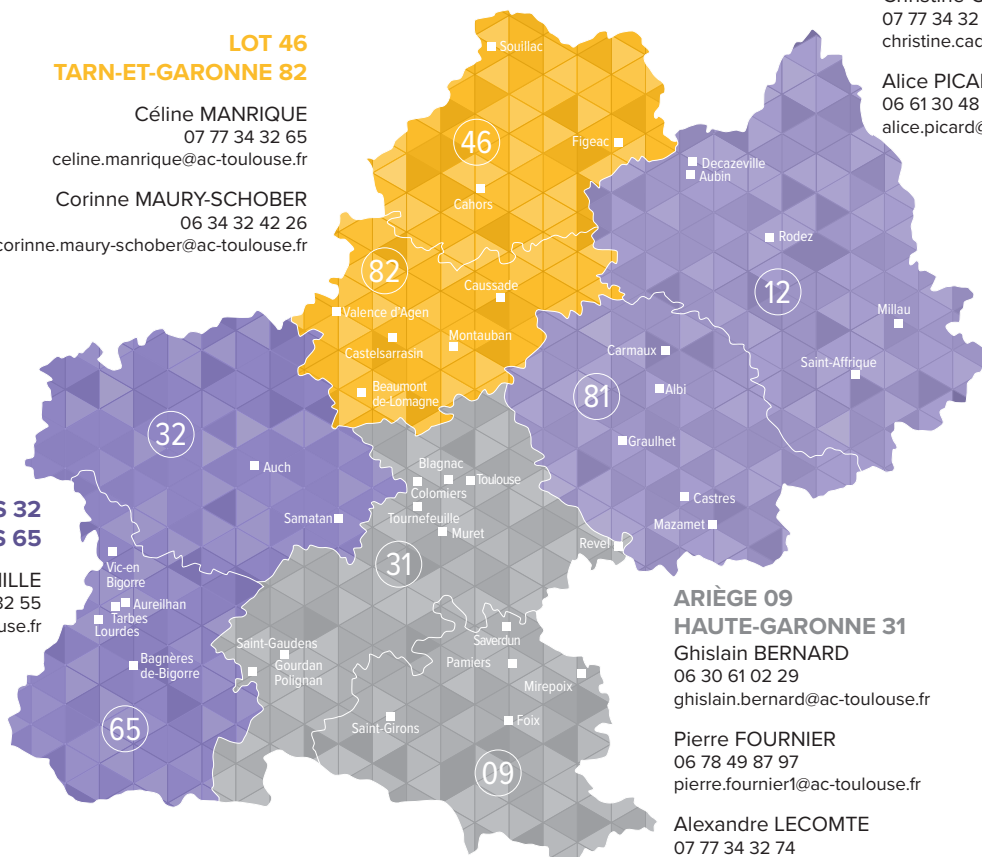 LOT 46
TARN-ET-GARONNE 82
Céline MANRIQUE
07 77 34 32 65
celine.manrique@ac-toulouse.fr
Corinne MAURY-SCHOBER
06 34 32 42 26
corinne.maury-schober@ac-toulouse.fr
07 77 34 32
Alice
06 61 30 48
alice.picard@
Souillac
46
Figeac
Cahors
Decazeville
Aubin
Rodez
12
Millau
Saint-Affrique
82
Caussade
Valence d'Agen
Montauban
Castelsarrasin
Beaumont
de-Lomagne
Carmaux
81
Albi
Graulhet
Castres
Mazamet
32
Auch
Samatan
Blagnac
Toulouse
Colomiers
Tournefeuille
Muret
31
Revel
S 32
S 65
32 55
Vic-en
Bigorre
Aureilhan
Tarbes
Lourdes
Bagnères
de-Bigorre
65
Saint-Gaudens
Gourdan
Polignan
Saverdun
Pamiers
Mirepoix
Saint-Girons
Foix
09
ARIÈGE 09
HAUTE-GARONNE 31
Ghislain BERNARD
06 30 61 02 29
ghislain.bernard@ac-toulouse.fr
Pierre FOURNIER
06 78 49 87 97
pierre.fournier1@ac-toulouse.fr
Alexandre LECOMTE
07 77 34 32 74